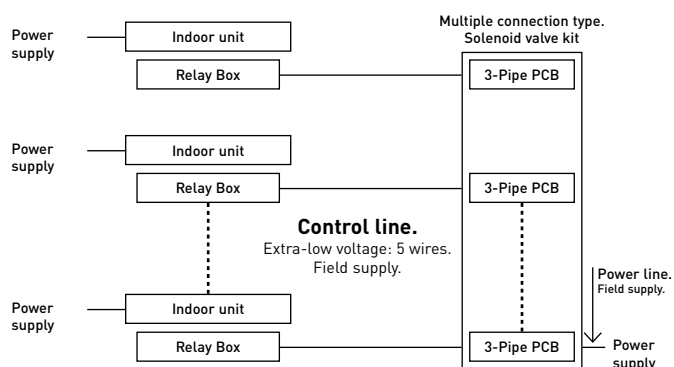 Multiple connection type.
Solenoid valve kit
Power
supply
Indoor unit
Relay Box
3-Pipe PCB
Power
supply
Indoor unit
Relay Box
3-Pipe PCB
Control line.
Extra-low voltage: 5 wires.
Field supply.
Power line.
Field supply.
Power
supply
Indoor unit
Relay Box
3-Pipe PCB
Power
supply